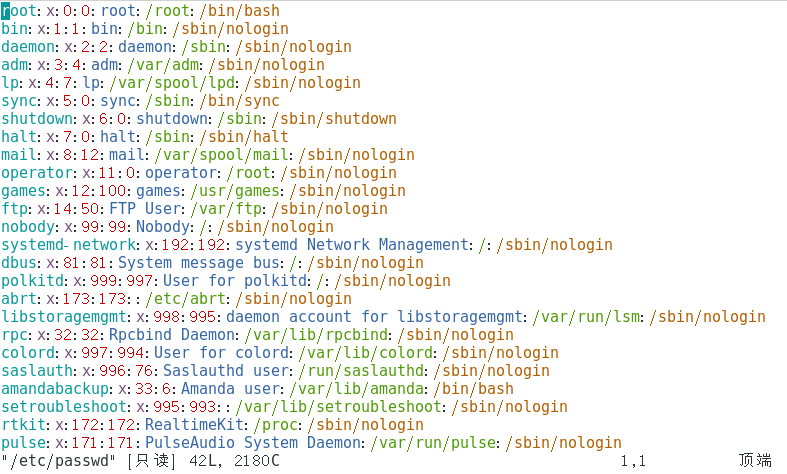 root:x:0:0:root:/root:/bin/bash
bin:x:1:1:bin:/bin:/sbin/nologin
daemon:x:2:2:daemon:/sbin:/sbin/nologin
adm:x:3:4:adm:/var/adm:/sbin/nologin
lp:x:4:7:lp:/var/spool/lpd:/sbin/nologin
sync:x:5:0:sync:/sbin:/bin/sync
shutdown:x:6:0:shutdown:/sbin:/sbin/shutdown
halt:x:7:0:halt:/sbin:/sbin/halt
mail:x:8:12:mail:/var/spool/mail:/sbin/nologin
operator:x:11:0:operator:/root:/sbin/nologin
games:x:12:100:games:/usr/games:/sbin/nologin
ftp:x:14:50:FTP User:/var/ftp:/sbin/nologin
nobody:x:99:99:Nobody:/:/sbin/nologin
systemd-network:x:192:192:systemd Network Management:/:/sbin/nologin
dbus:x:81:81:System message bus:/:/sbin/nologin
polkitd:x:999:997:User for polkitd:/:/sbin/nologin
abrt:x:173:173::/etc/abrt:/sbin/nologin
libstoragemgmt:x:998:995:daemon account for libstoragemgmt:/var/run/lsm:/sbin/nologin
rpc:x:32:32:Rpcbind Daemon:/var/lib/rpcbind:/sbin/nologin
colord:x:997:994:User for colord:/var/lib/colord:/sbin/nologin
saslauth:x:996:76:Saslauthd user:/run/saslauthd:/sbin/nologin
amandabackup:x:33:6:Amanda user:/var/lib/amanda:/bin/bash
setroubleshoot:x:995:993::/var/lib/setroubleshoot:/sbin/nologin
rtkit:x:172:172:RealtimeKit:/proc:/sbin/nologin
pulse:x:171:171:PulseAudio System Daemon:/var/run/pulse:/sbin/nologin
"/etc/passwd" [只读] 42L, 2180C 1,1 顶端